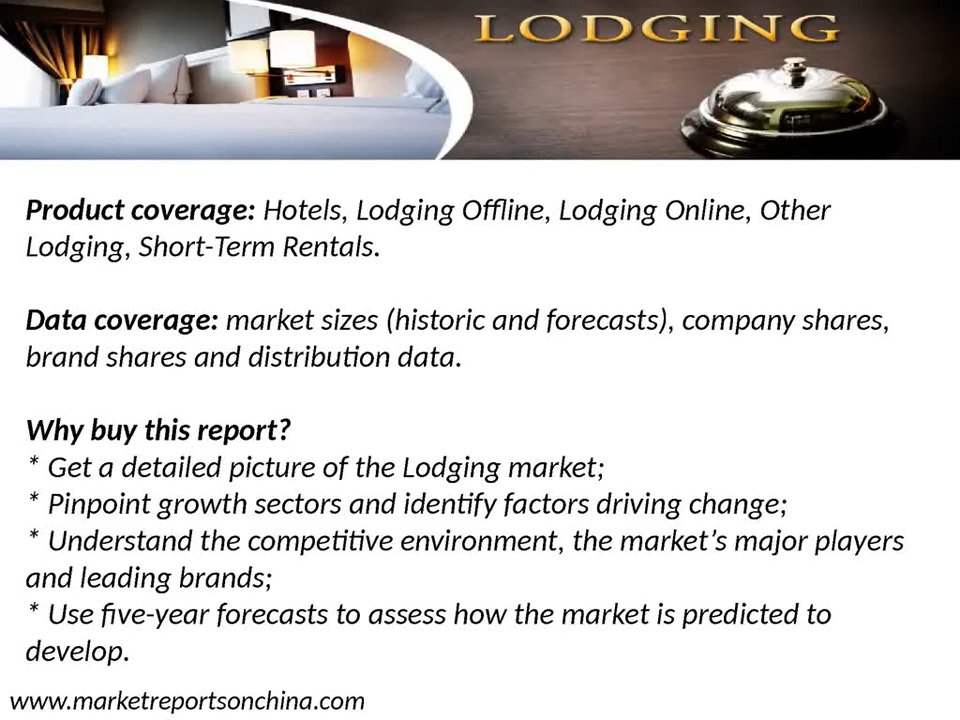 LODGING
Product coverage: Hotels, Lodging Offline, Lodging Online, Other
Lodging, Short-Term Rentals.
Data coverage: market sizes (historic and forecasts), company shares,
brand shares and distribution data.
Why buy this report?
* Get a detailed picture of the Lodging market;
* Pinpoint growth sectors and identify factors driving change;
* Understand the competitive environment, the market’s major players
and leading brands;
* Use five-year forecasts to assess how the market is predicted to
develop.
www.marketreportsonchina.com